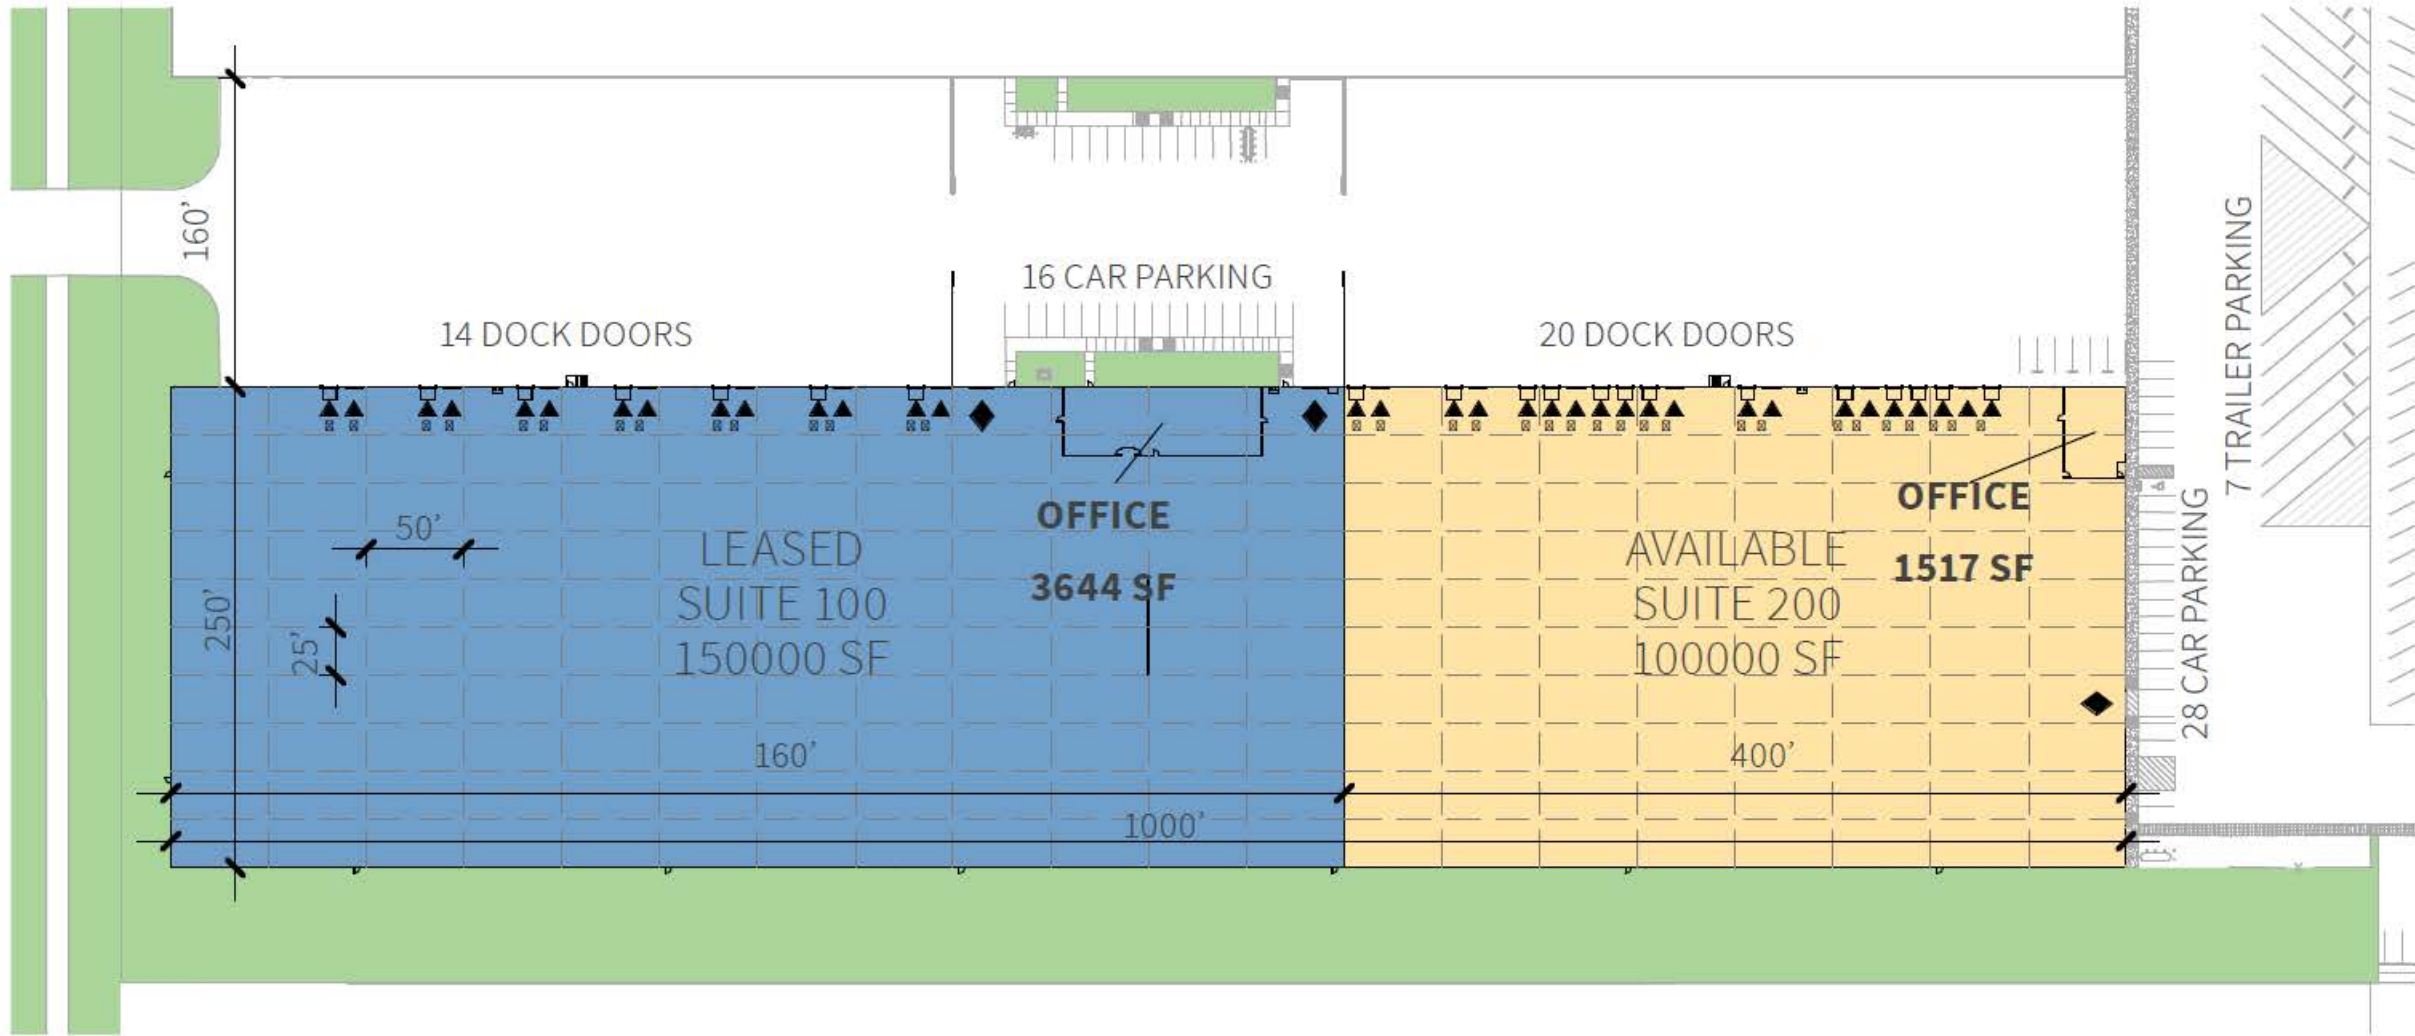 160’
16 CAR PARKING
14 DOCK DOORS
20 DOCK DOORS
7 TRAILER PARKING
28 CAR PARKING
50’
25’
250’
LEASED
SUITE 100
150000 SF
OFFICE
3644 SF
AVAILABLE
SUITE 200
100000 SF
OFFICE
1517 SF
160’
400’
1000’